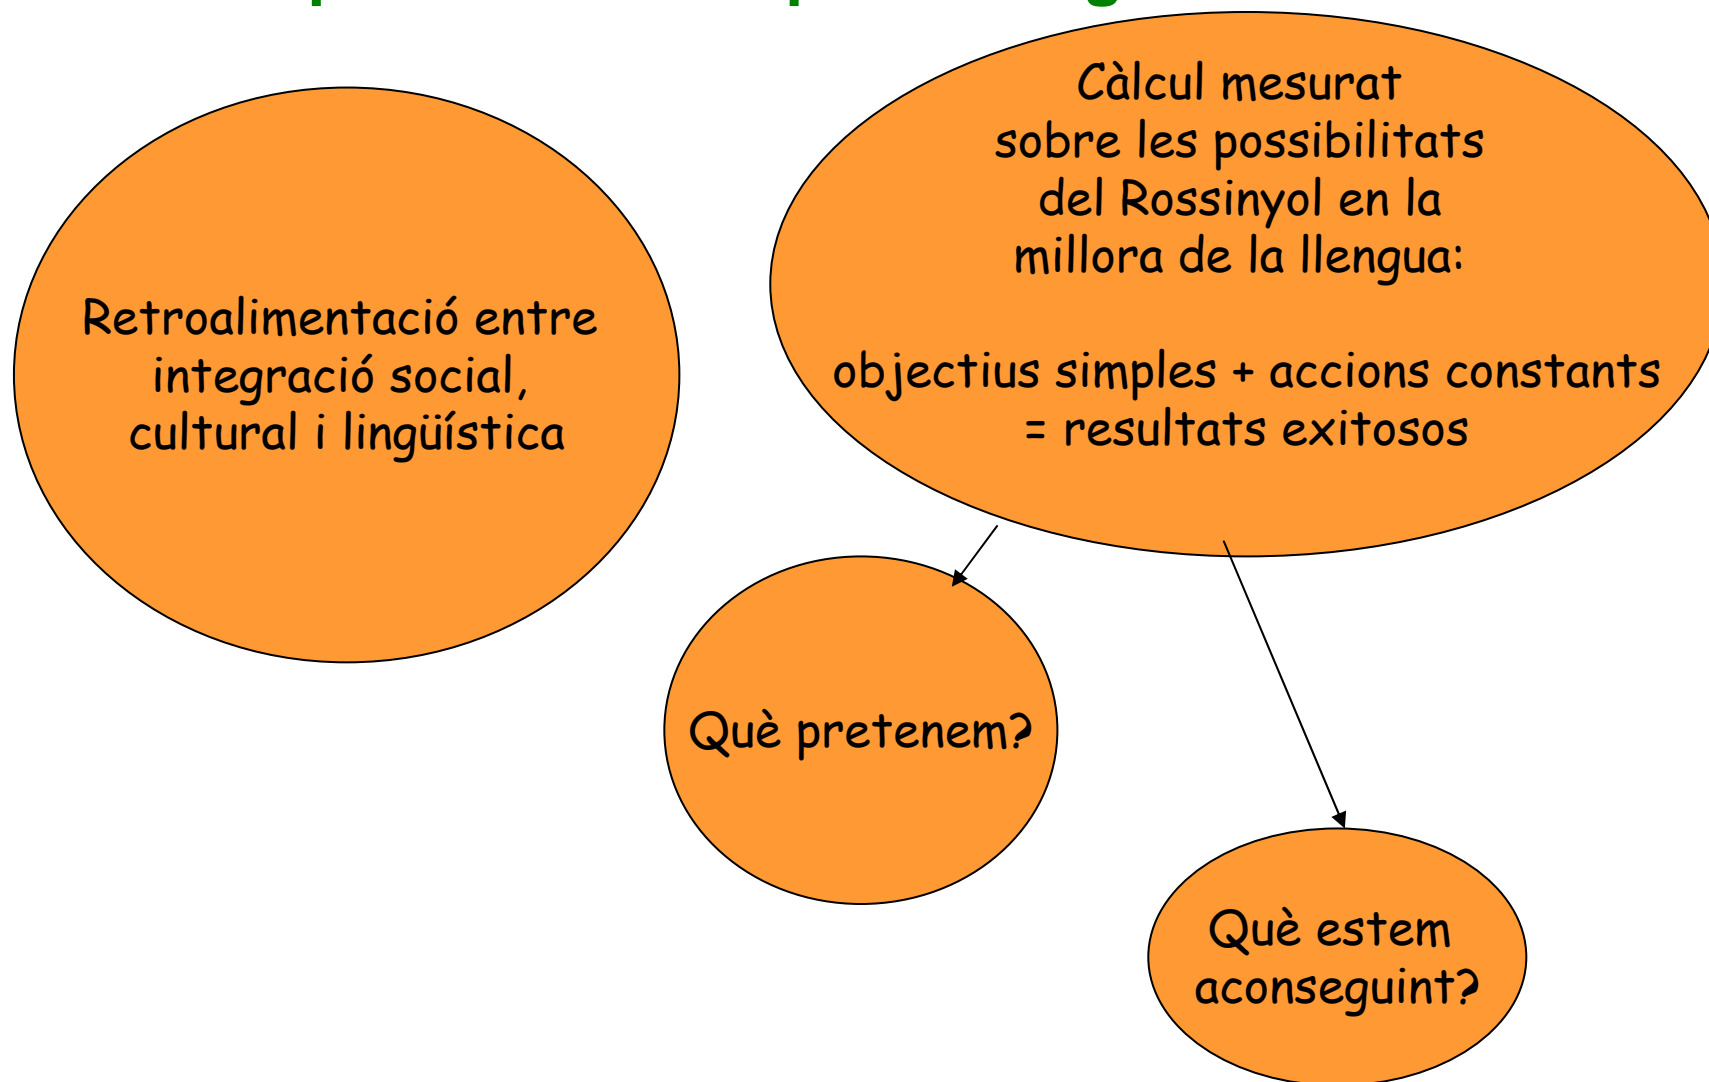 Retroalimentació entre
integració social,
cultural i lingüística
Càlcul mesurat
sobre les possibilitats
del Rossinyol en la
millora de la llengua:
objectius simples + accions constants
= resultats exitosos
Què pretenem?
Què estem
aconseguint?